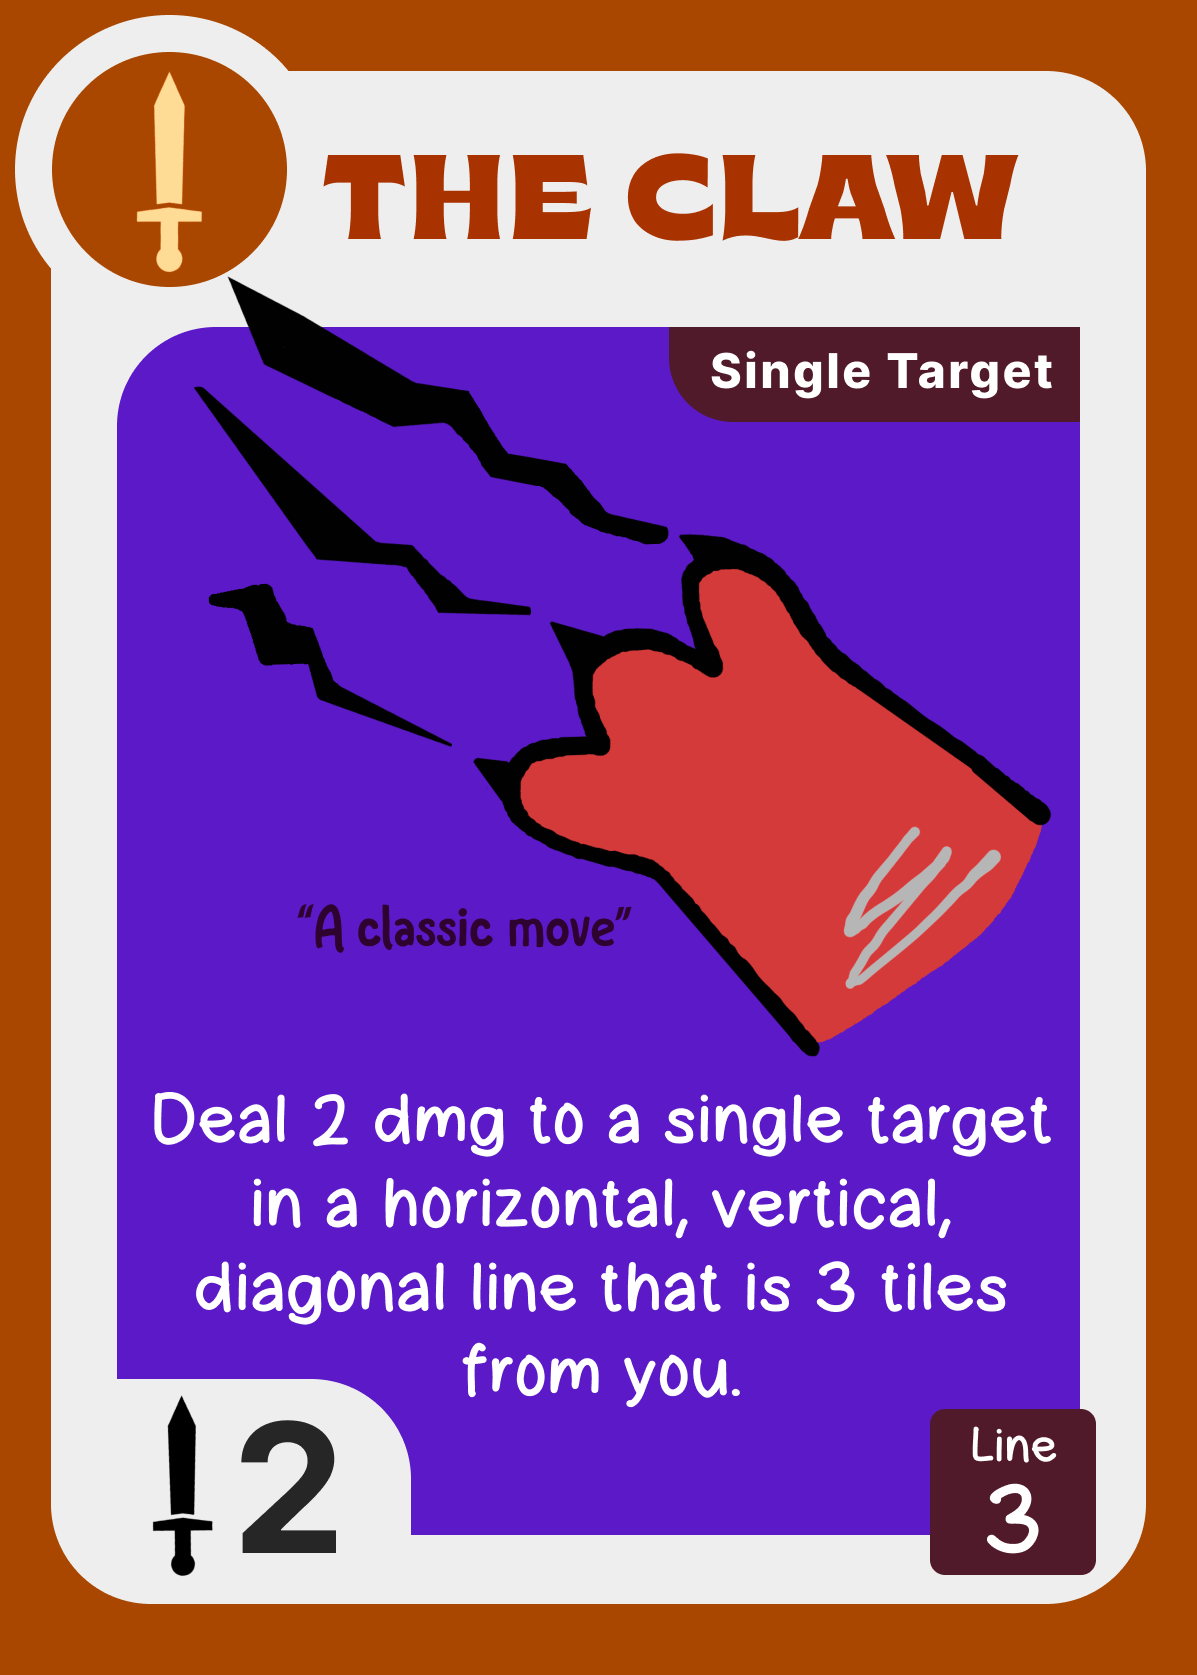 THE CLAW
Single Target
“A classic move”
Deal 2 dmg to a single target
in a horizontal, vertical,
diagonal line that is 3 tiles
from you.
2
Line
3